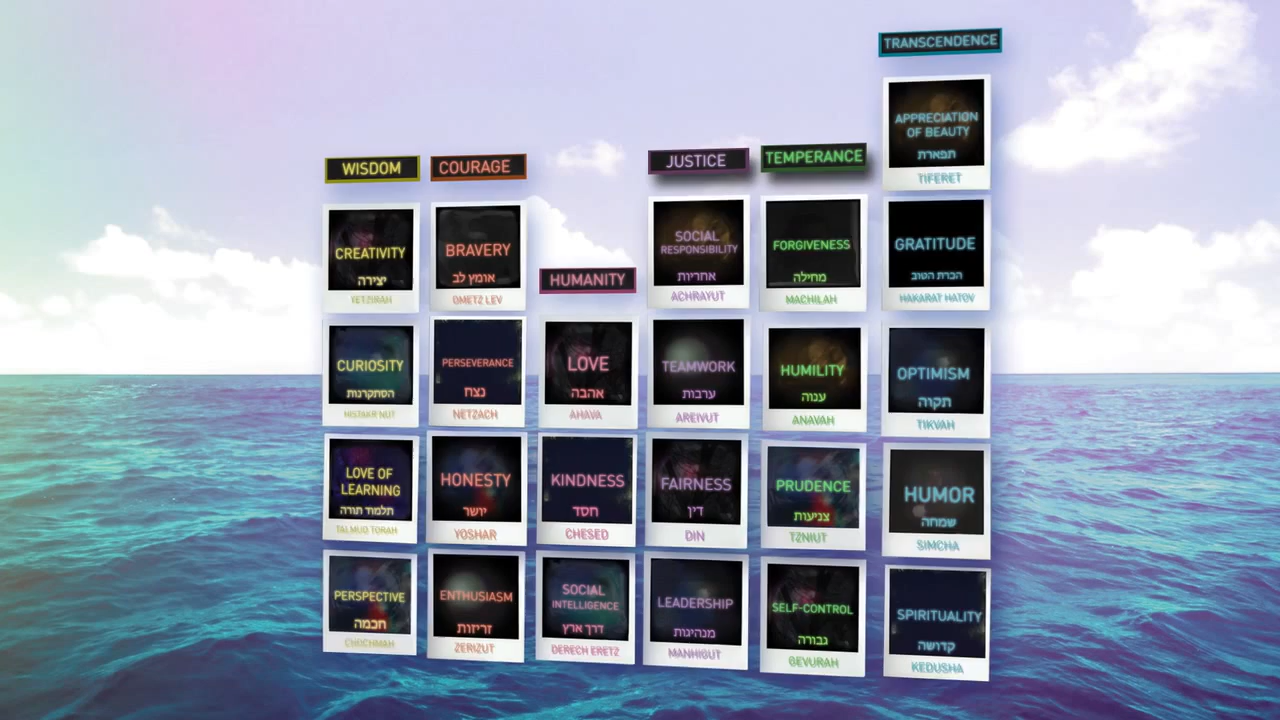 WISDOM
CREATIVITY
יצירה
YETZIRAH
CURIOSITY
הסתקרנות
HISTAKR'NUT
LOVE OF
LEARNING
תלמוד תורה
TALMUD TORAH
PERSPECTIVE
חכמה
CHOCHMAH
COURAGE
BRAVERY
אומץ לב
OMETZ LEV
PERSEVERANCE
נצח
NETZACH
HONESTY
יושר
YOSHAR
ENTHUSIASM
זריזות
ZERIZUT
HUMANITY
LOVE
אהבה
AHAVA
KINDNESS
חסד
CHESED
SOCIAL
INTELLIGENCE
דרך ארץ
DERECH ERETZ
JUSTICE
SOCIAL
RESPONSIBILITY
אחריות
ACHRAYUT
TEAMWORK
ערבות
AREIVUT
FAIRNESS
דין
DIN
LEADERSHIP
מנהיגות
MANHIGUT
TEMPERANCE
FORGIVENESS
מחילה
MACHILAH
HUMILITY
ענוה
ANAVAH
PRUDENCE
צניעות
TZNIUT
SELF-CONTROL
גבורה
GEVURAH
TRANSCENDENCE
APPRECIATION
OF BEAUTY
תפארת
TIFERET
GRATITUDE
הכרת הטוב
HAKARAT HATOV
OPTIMISM
תקוה
TIKVAH
HUMOR
שמחה
SIMCHA
SPIRITUALITY
קדושה
KEDUSHA